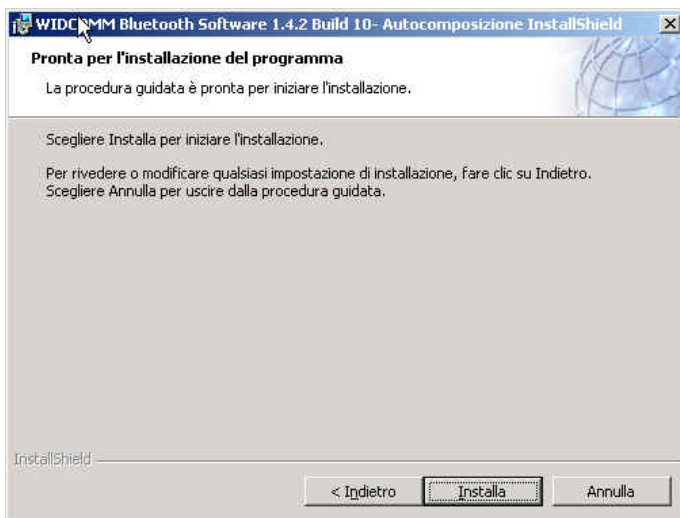 WIDCOMM Bluetooth Software 1.4.2 Build 10- Autocomposizione InstallShield
Pronta per l'installazione del programma
La procedura guidata è pronta per iniziare l'installazione.
Scegliere Installa per iniziare l'installazione.
Per rivedere o modificare qualsiasi impostazione di installazione, fare clic su Indietro.
Scegliere Annulla per uscire dalla procedura guidata.
InstallShield
< Indietro
Installa
Annulla